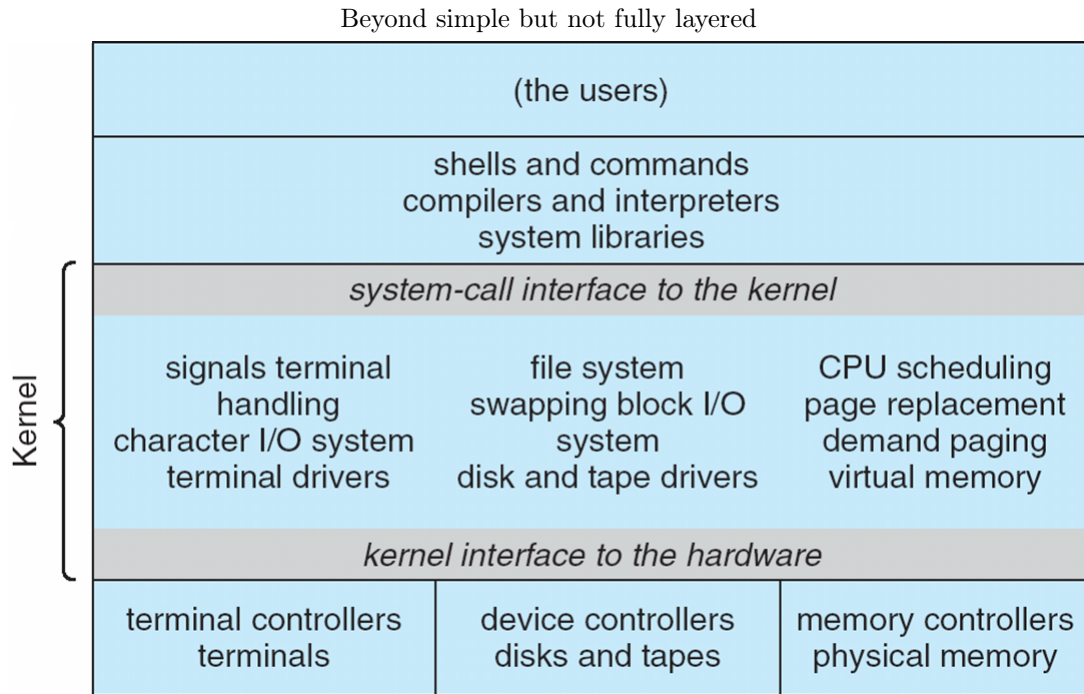 Beyond simple but not fully layered
(the users)
shells and commands
compilers and interpreters
system libraries
Kernel
system-call interface to the kernel
signals terminal
handling
character I/O system
terminal drivers
file system
swapping block I/O
system
disk and tape drivers
CPU scheduling
page replacement
demand paging
virtual memory
kernel interface to the hardware
terminal controllers
terminals
device controllers
disks and tapes
memory controllers
physical memory